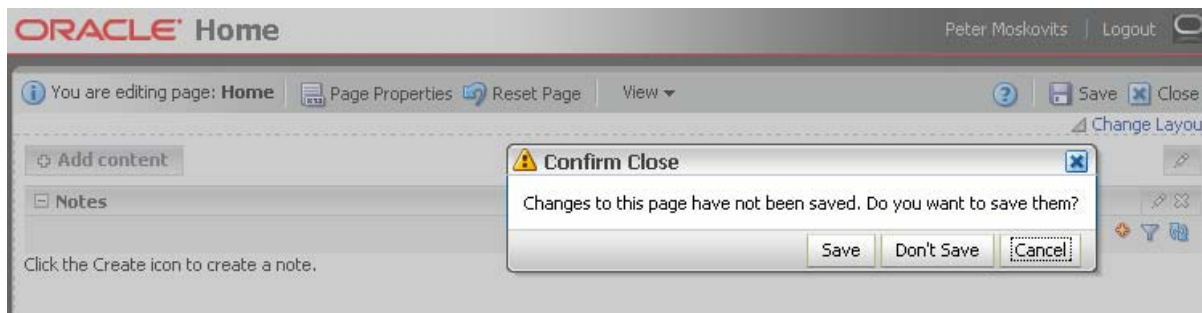 ORACLE Home
Peter Moskovits | Logout
You are editing page: Home Page Properties Reset Page View Save Close
Change Layou
Add content
Confirm Close
Notes
Changes to this page have not been saved. Do you want to save them?
Save Don't Save Cancel
Click the Create icon to create a note.